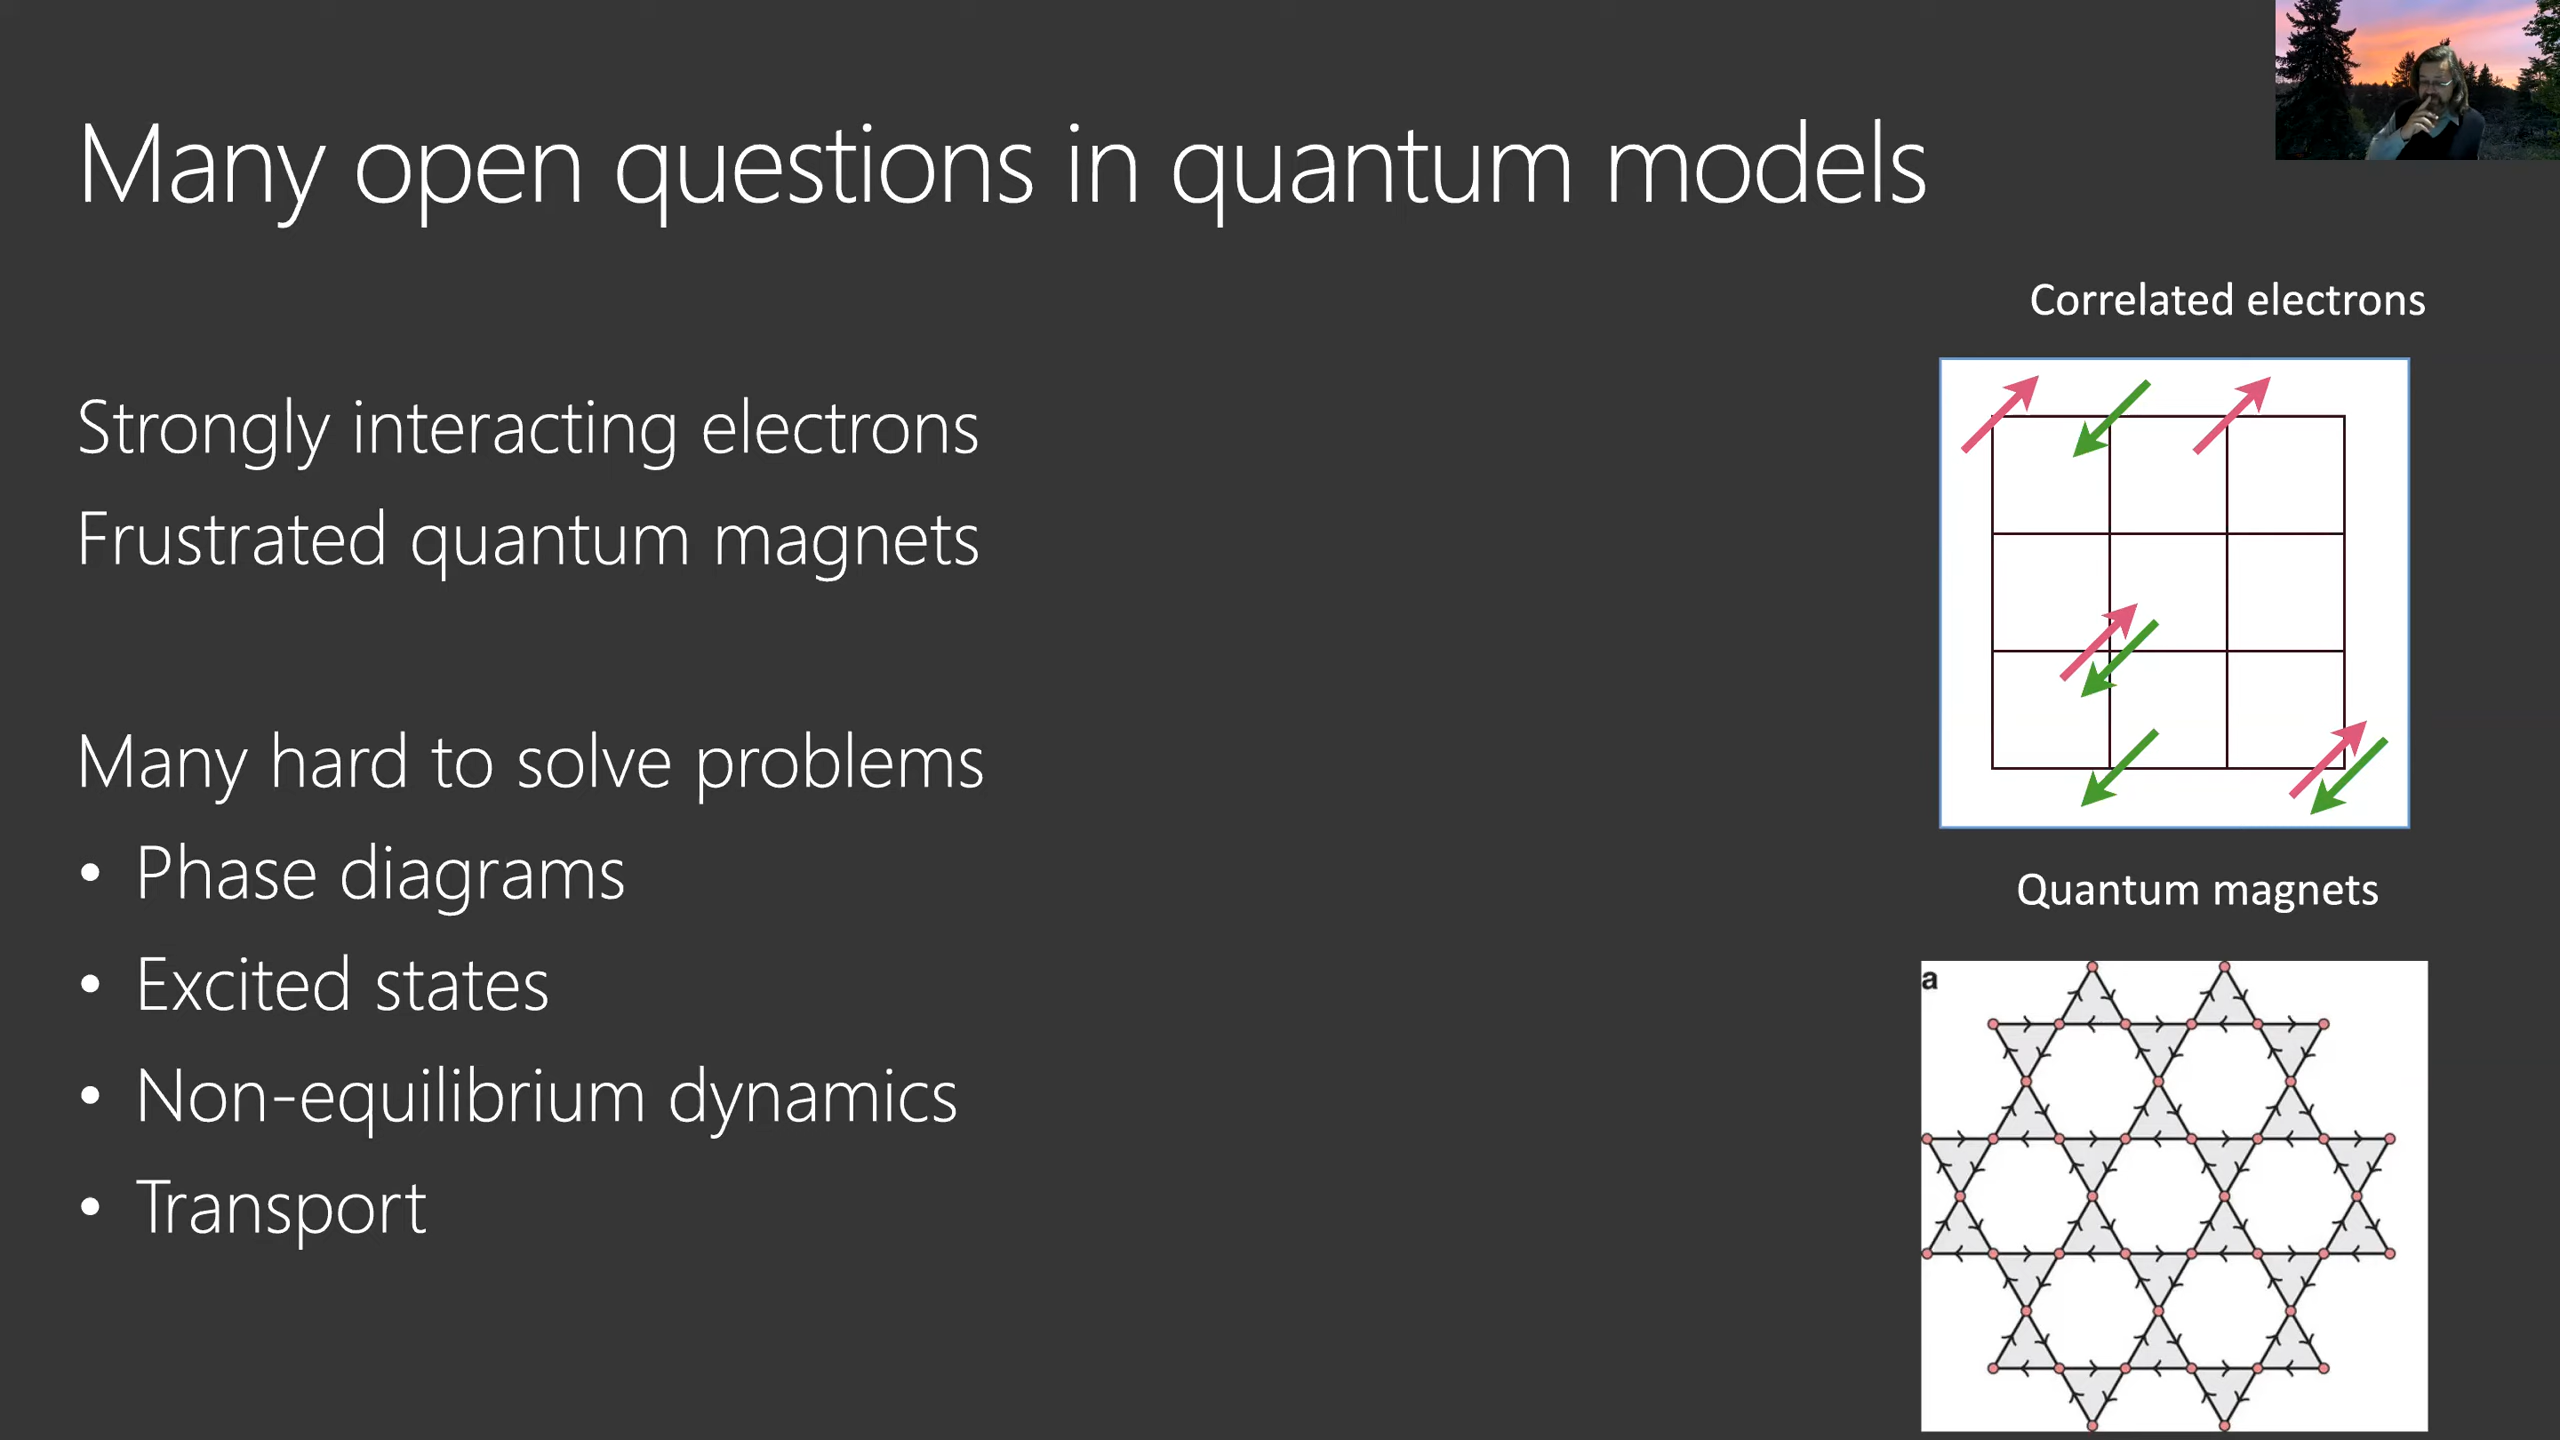 Many open questions in quantum models
Strongly interacting electrons
Frustrated quantum magnets
Many hard to solve problems
• Phase diagrams
• Excited states
• Non-equilibrium dynamics
• Transport
Correlated electrons
Quantum magnets
a